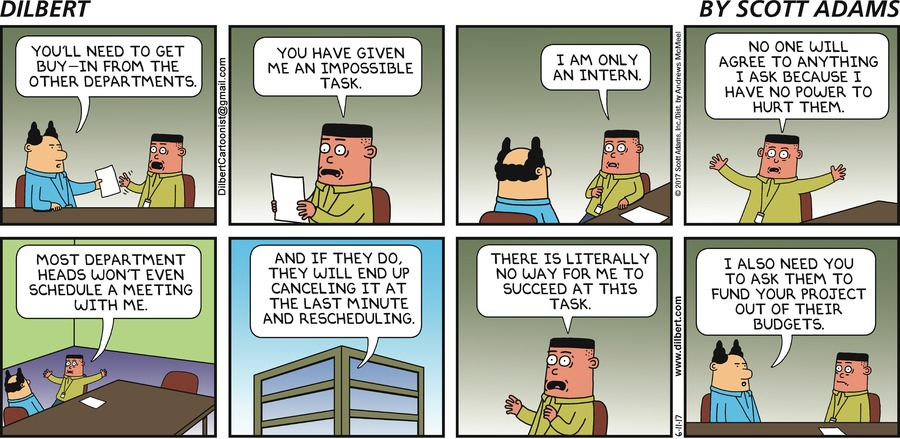 DILBERT
BY SCOTT ADAMS
YOU'LL NEED TO GET
BUY-IN FROM THE
OTHER DEPARTMENTS.
DilbertCartoonist@gmail.com
YOU HAVE GIVEN
ME AN IMPOSSIBLE
TASK.
I AM ONLY
AN INTERN.
© 2017 Scott Adams, Inc./Dist. by Andrews McMeel
NO ONE WILL
AGREE TO ANYTHING
I ASK BECAUSE I
HAVE NO POWER TO
HURT THEM.
MOST DEPARTMENT
HEADS WON'T EVEN
SCHEDULE A MEETING
WITH ME.
AND IF THEY DO,
THEY WILL END UP
CANCELING IT AT
THE LAST MINUTE
AND RESCHEDULING.
THERE IS LITERALLY
NO WAY FOR ME TO
SUCCEED AT THIS
TASK.
6-11-17
www.dilbert.com
I ALSO NEED YOU
TO ASK THEM TO
FUND YOUR PROJECT
OUT OF THEIR
BUDGETS.